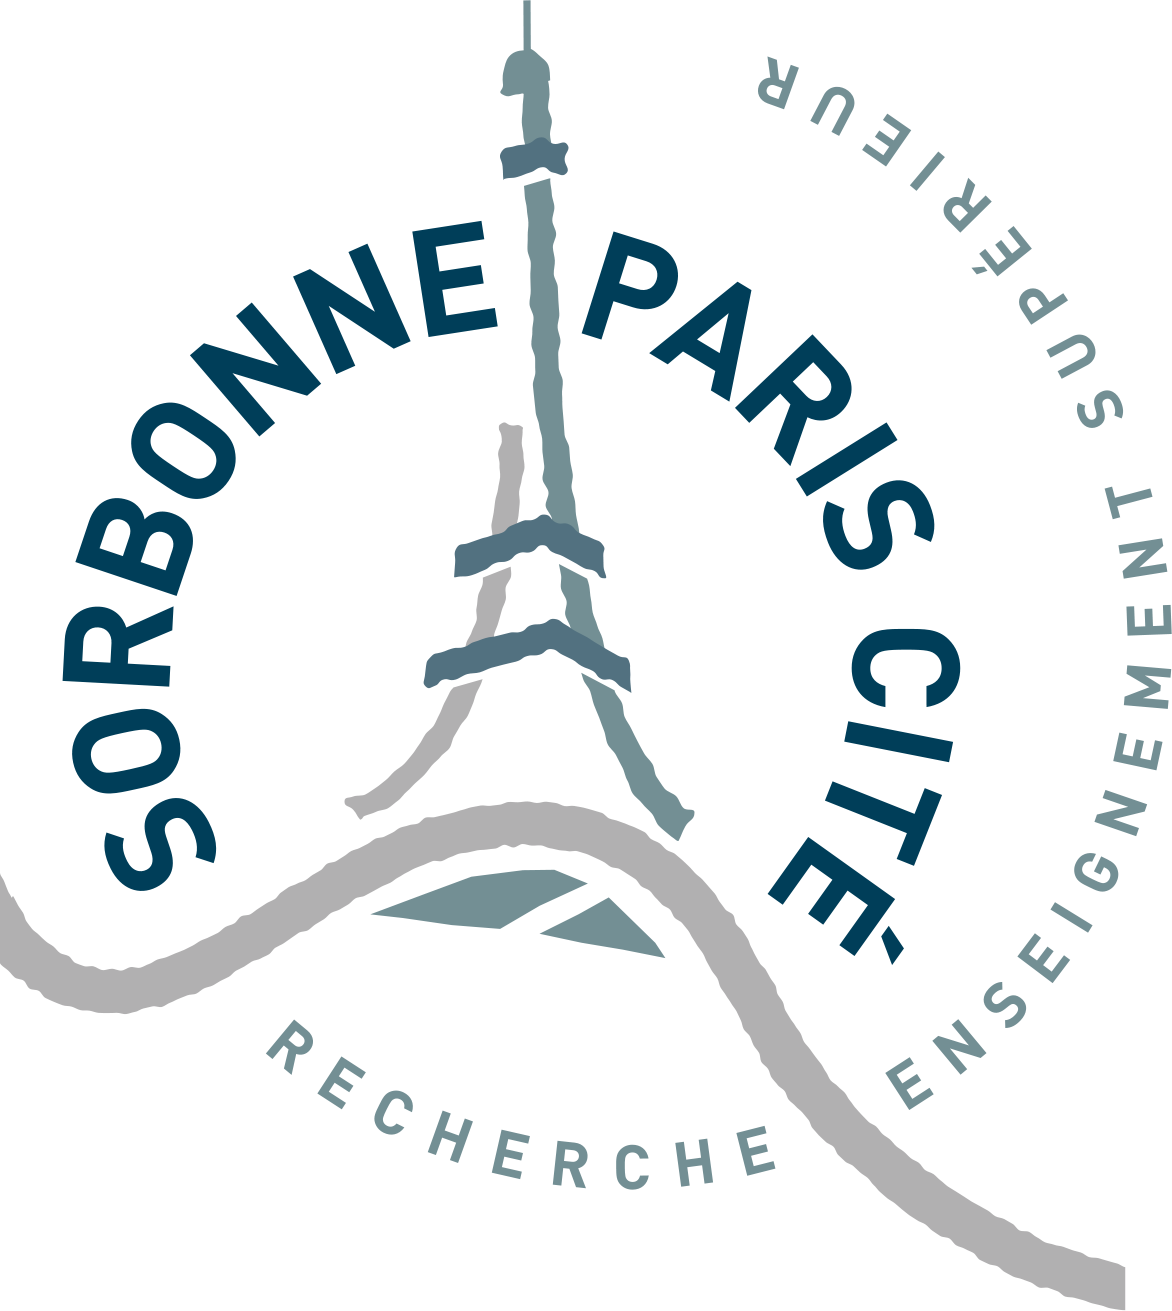 SORBONNE PARIS CITÉ
RECHERCHE
ENSEIGNEMENT SUPÉRIEUR